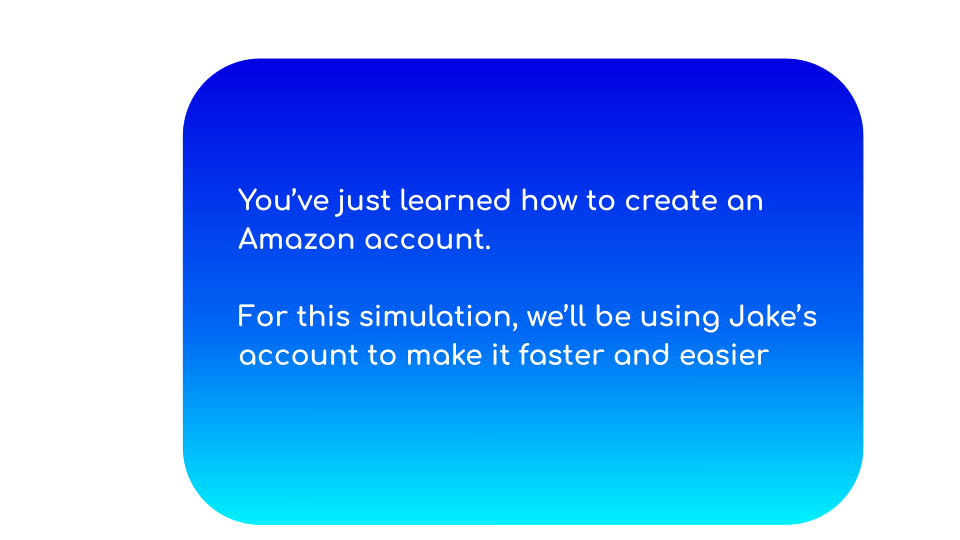 You’ve just learned how to create an
Amazon account.
For this simulation, we’ll be using Jake’s
account to make it faster and easier